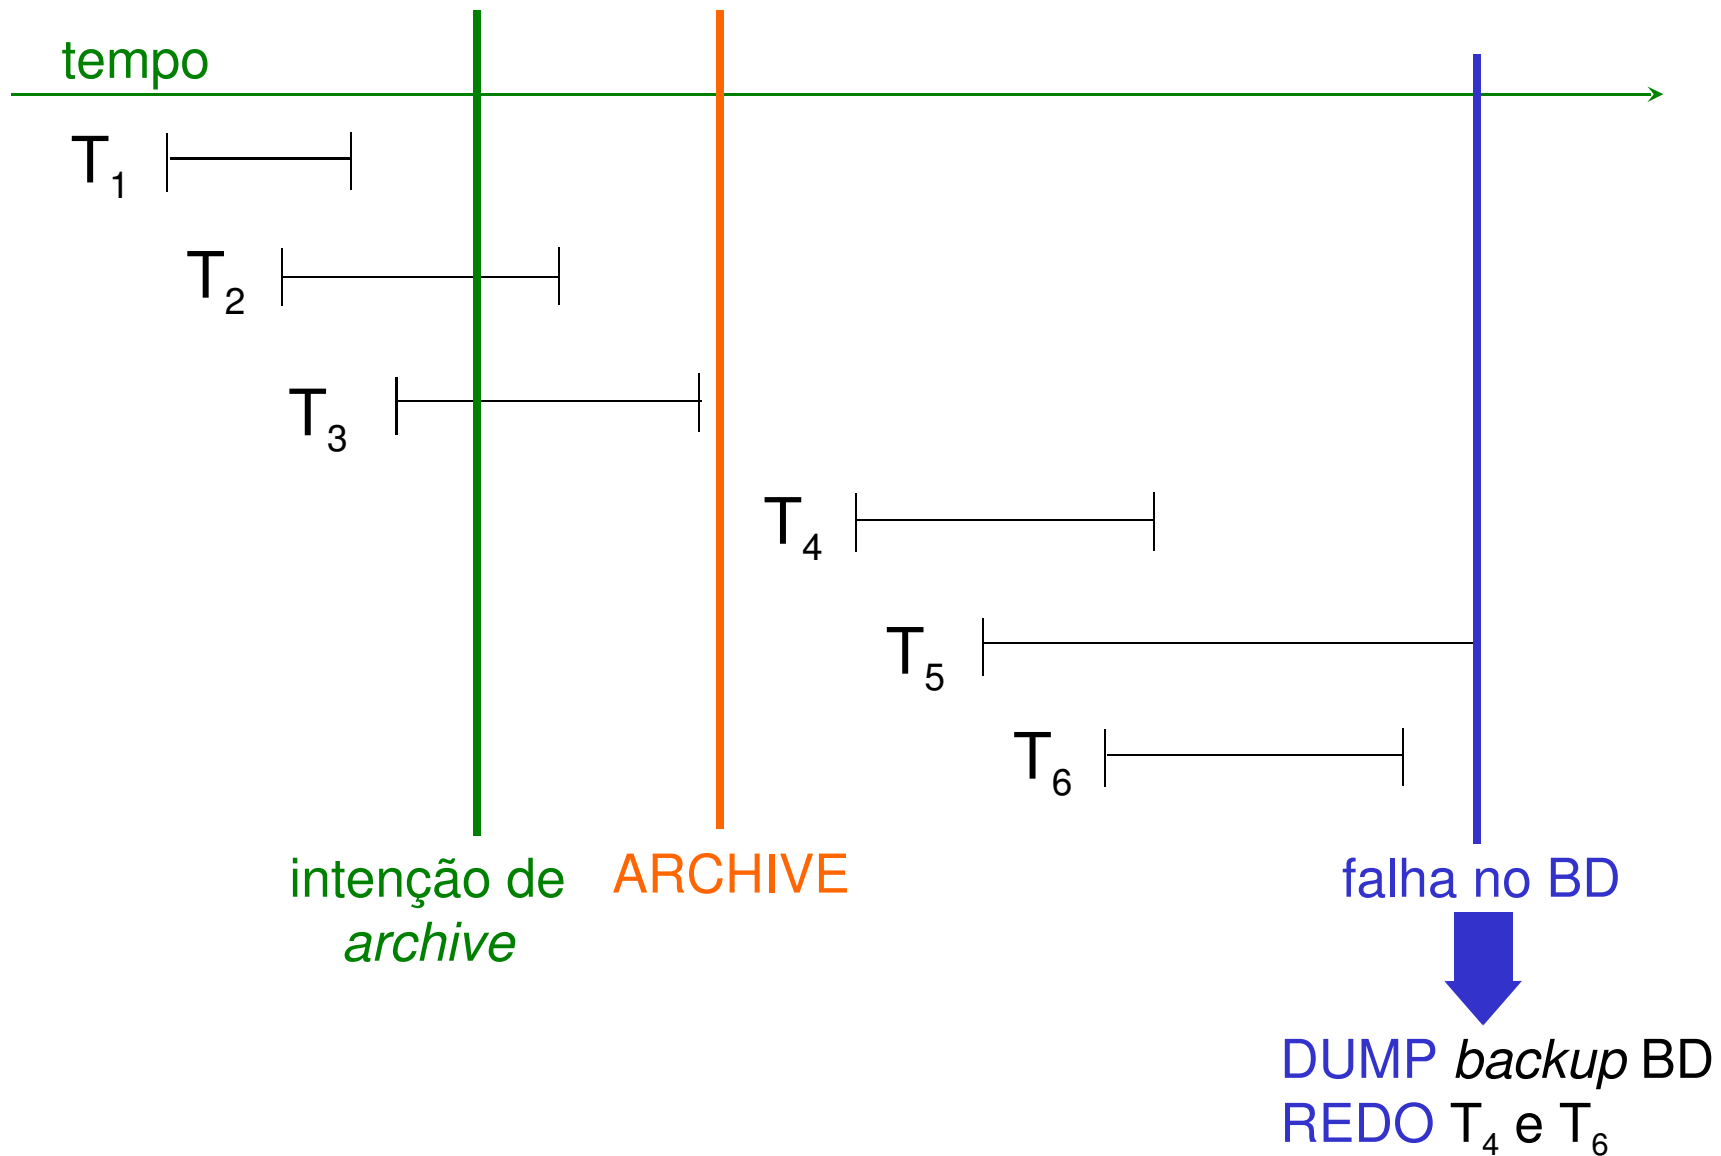 tempo
T1
T2
T3
T4
T5
T6
intenção de
archive
ARCHIVE
falha no BD
DUMP backup BD
REDO T4 e T6